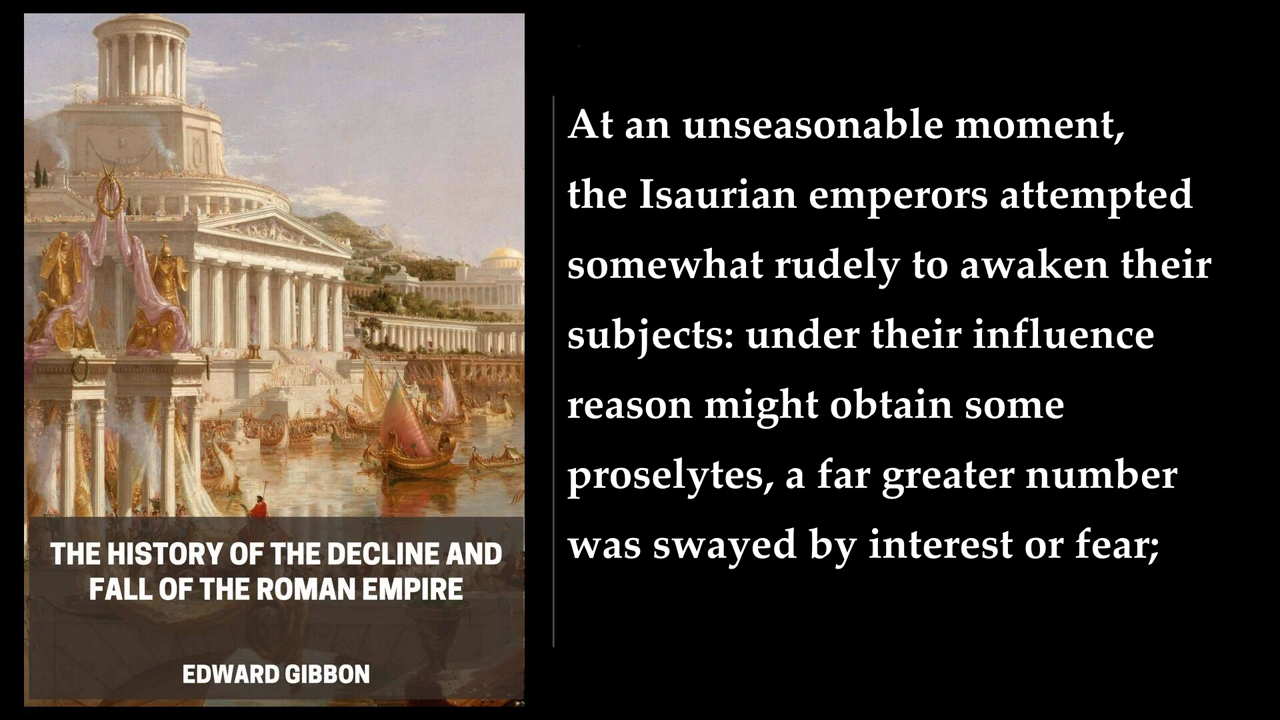 THE HISTORY OF THE DECLINE AND
FALL OF THE ROMAN EMPIRE
EDWARD GIBBON
At an unseasonable moment,
the Isaurian emperors attempted
somewhat rudely to awaken their
subjects: under their influence
reason might obtain some
proselytes, a far greater number
was swayed by interest or fear;